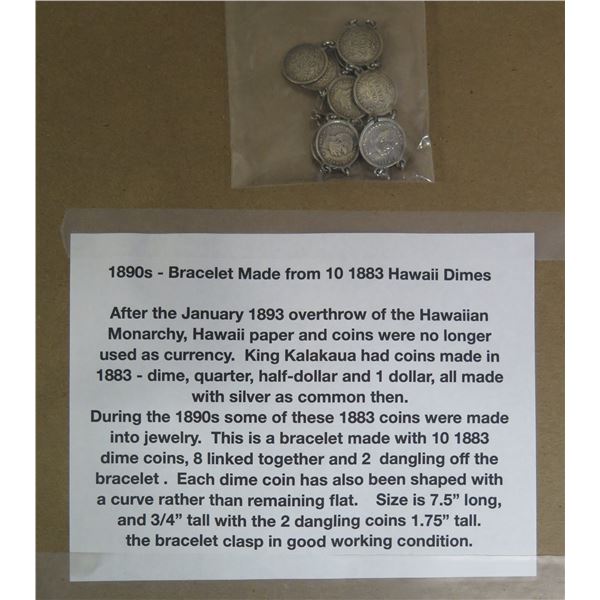 1890s - Bracelet Made from 10 1883 Hawaii Dimes
After the January 1893 overthrow of the Hawaiian
Monarchy, Hawaii paper and coins were no longer
used as currency.  King Kalakaua had coins made in
1883 - dime, quarter, half-dollar and 1 dollar, all made
with silver as common then.
During the 1890s some of these 1883 coins were made
into jewelry.  This is a bracelet made with 10 1883
dime coins, 8 linked together and 2  dangling off the
bracelet .  Each dime coin has also been shaped with
a curve rather than remaining flat.    Size is 7.5” long,
and 3/4” tall with the 2 dangling coins 1.75” tall.
the bracelet clasp in good working condition.